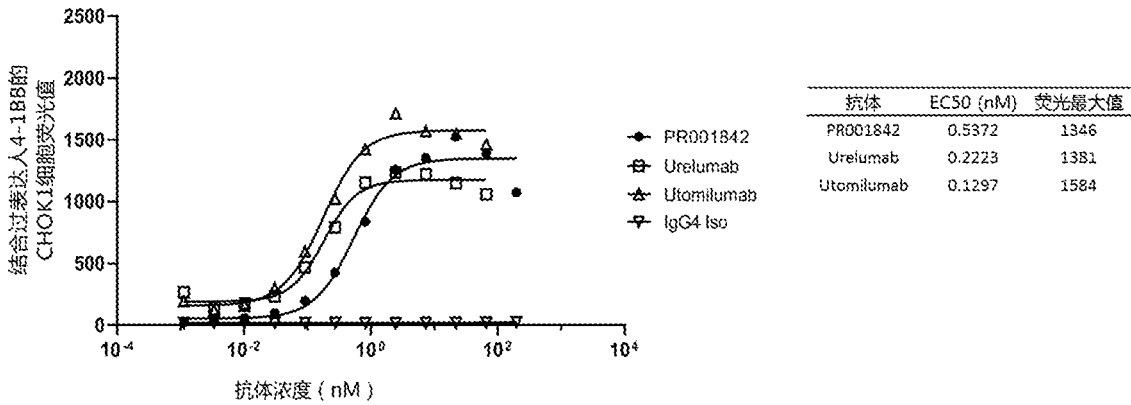 结合过表达人4-1BB的
CHOK1细胞荧光值
2500
2000
1500
1000
500
0
10-4
10-2
100
102
104
抗体浓度（nM）
PR001842
Urelumab
Utomilumab
IgG4 Iso
抗体 EC50 (nM) 荧光最大值
PR001842 0.5372 1346
Urelumab 0.2223 1381
Utomilumab 0.1297 1584